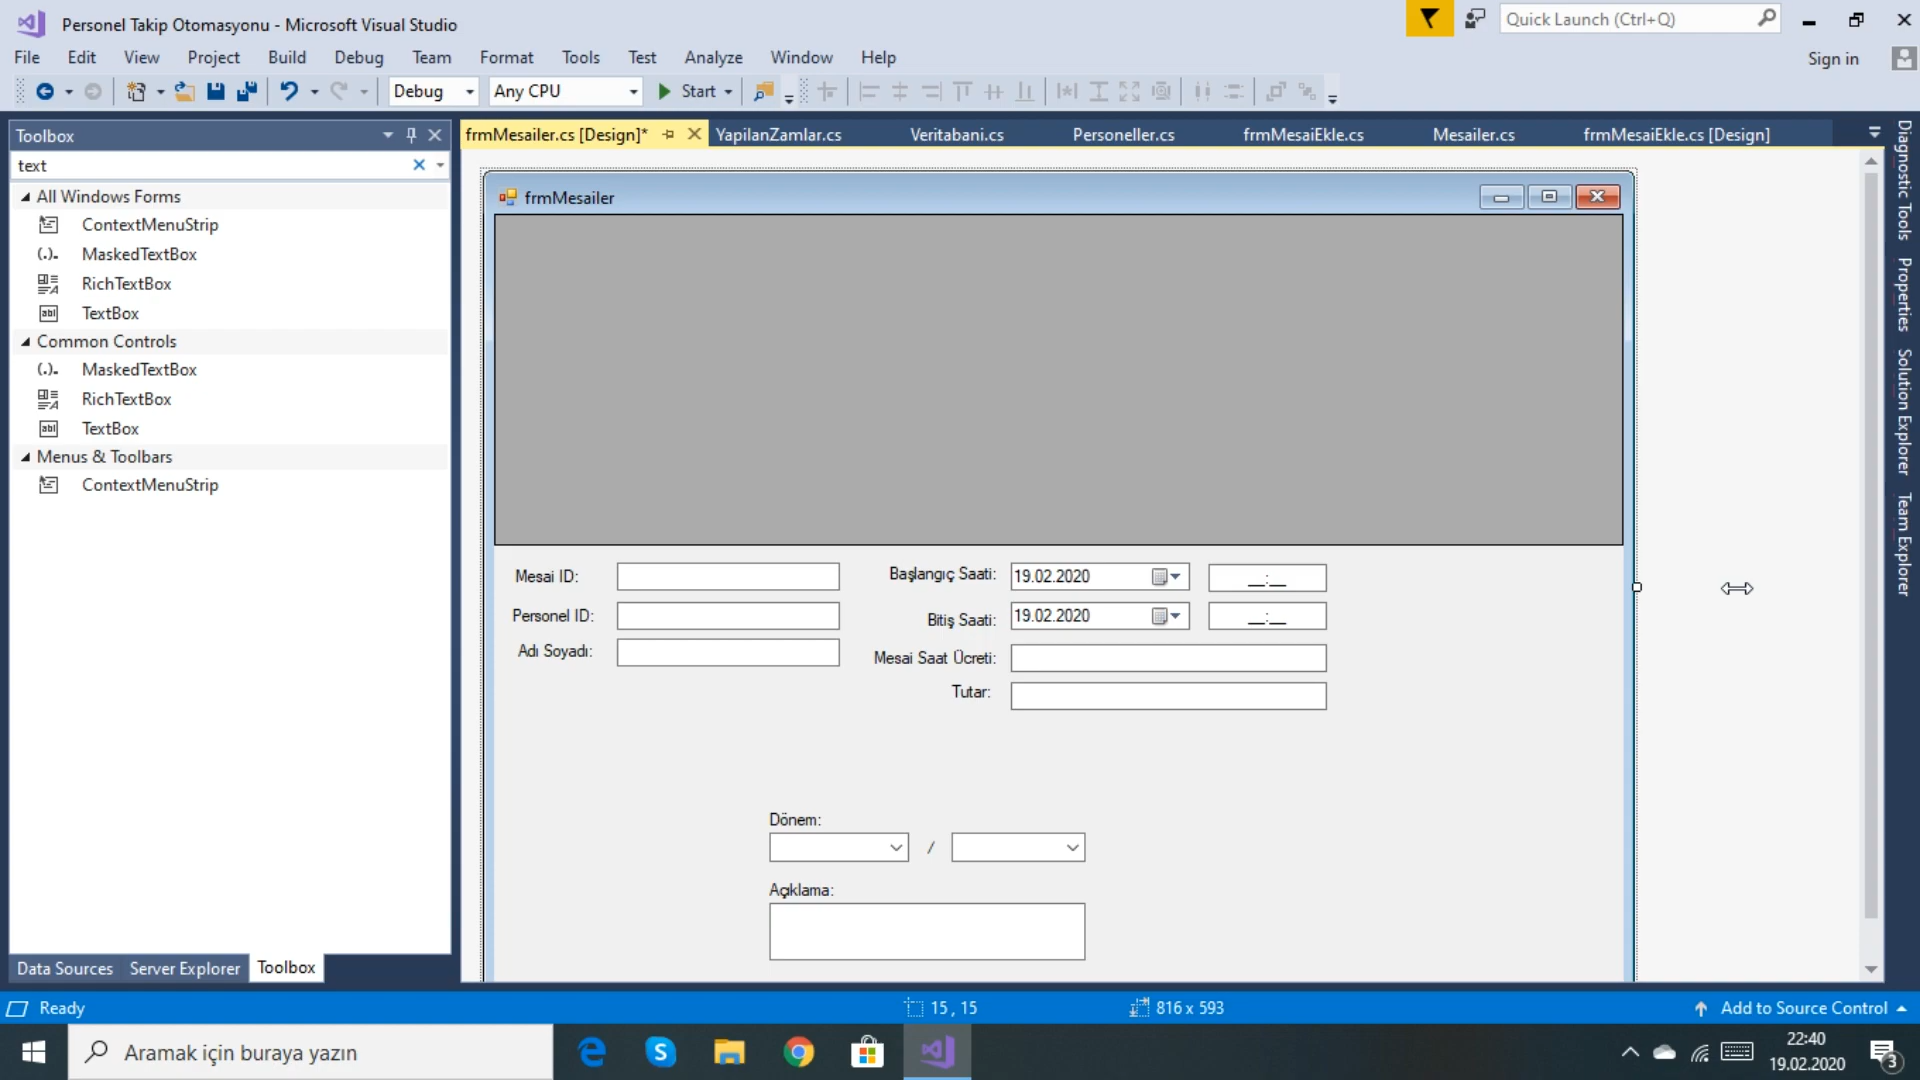 Personel Takip Otomasyonu - Microsoft Visual Studio
Quick Launch (Ctrl+Q)
File Edit View Project Build Debug Team Format Tools Test Analyze Window Help
Sign in
Debug Any CPU Start
Toolbox
frmMesailer.cs [Design]* YapilanZamlar.cs Veritabani.cs Personeller.cs frmMesaiEkle.cs Mesailer.cs frmMesaiEkle.cs [Design]
text
All Windows Forms
ContextMenuStrip
MaskedTextBox
RichTextBox
TextBox
Common Controls
MaskedTextBox
RichTextBox
TextBox
Menus & Toolbars
ContextMenuStrip
frmMesailer
Mesai ID:
Personel ID:
Adı Soyadı:
Başlangıç Saati: 19.02.2020 __:__
Bitiş Saati: 19.02.2020 __:__
Mesai Saat Ücreti:
Tutar:
Dönem:
/
Açıklama:
Diagnostic Tools
Properties
Solution Explorer
Team Explorer
Data Sources Server Explorer Toolbox
Ready 15, 15 816 x 593 Add to Source Control
Aramak için buraya yazın
22:40
19.02.2020
3